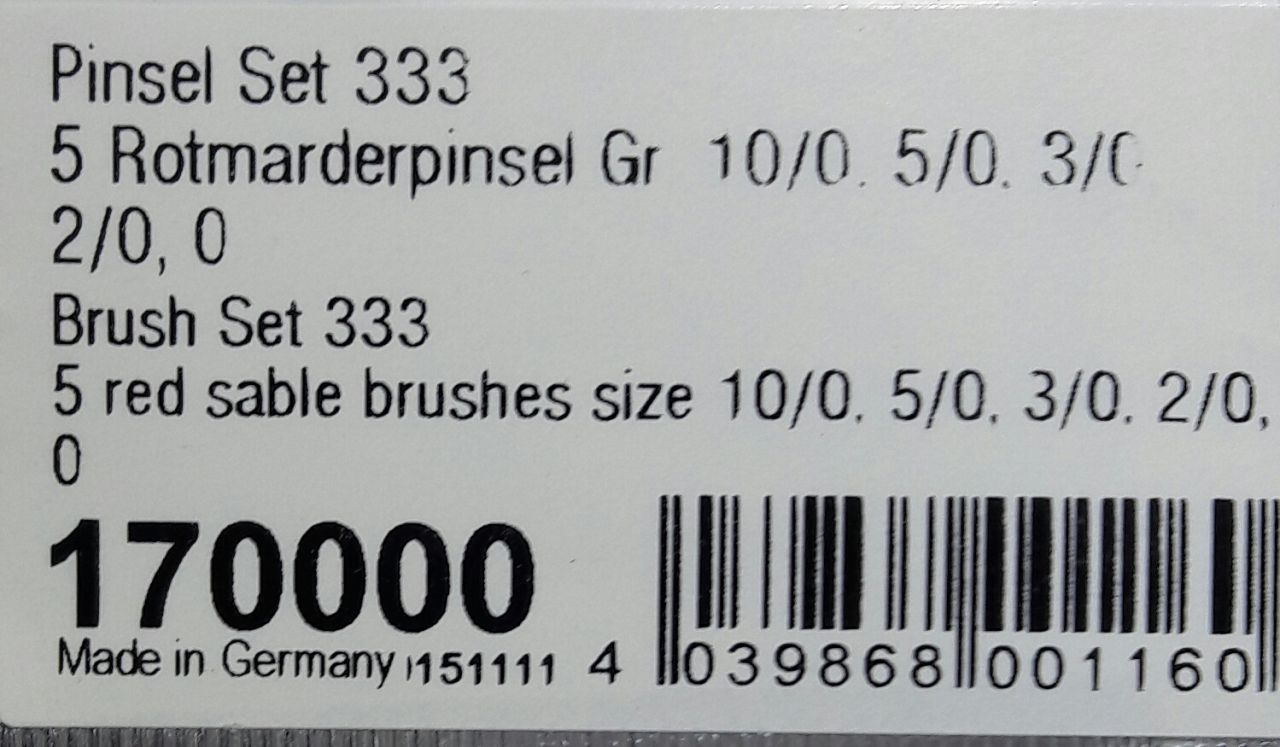 Pinsel Set 333
5 Rotmarderpinsel Gr 10/0. 5/0. 3/0
2/0, 0
Brush Set 333
5 red sable brushes size 10/0. 5/0. 3/0. 2/0,
0
170000
Made in Germany 151111 4 039868 001160